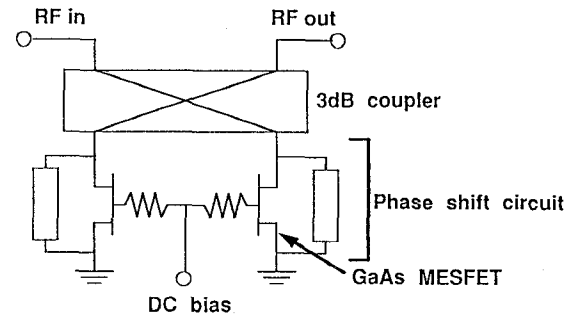 RF in
RF out
3dB coupler
Phase shift circuit
GaAs MESFET
DC bias